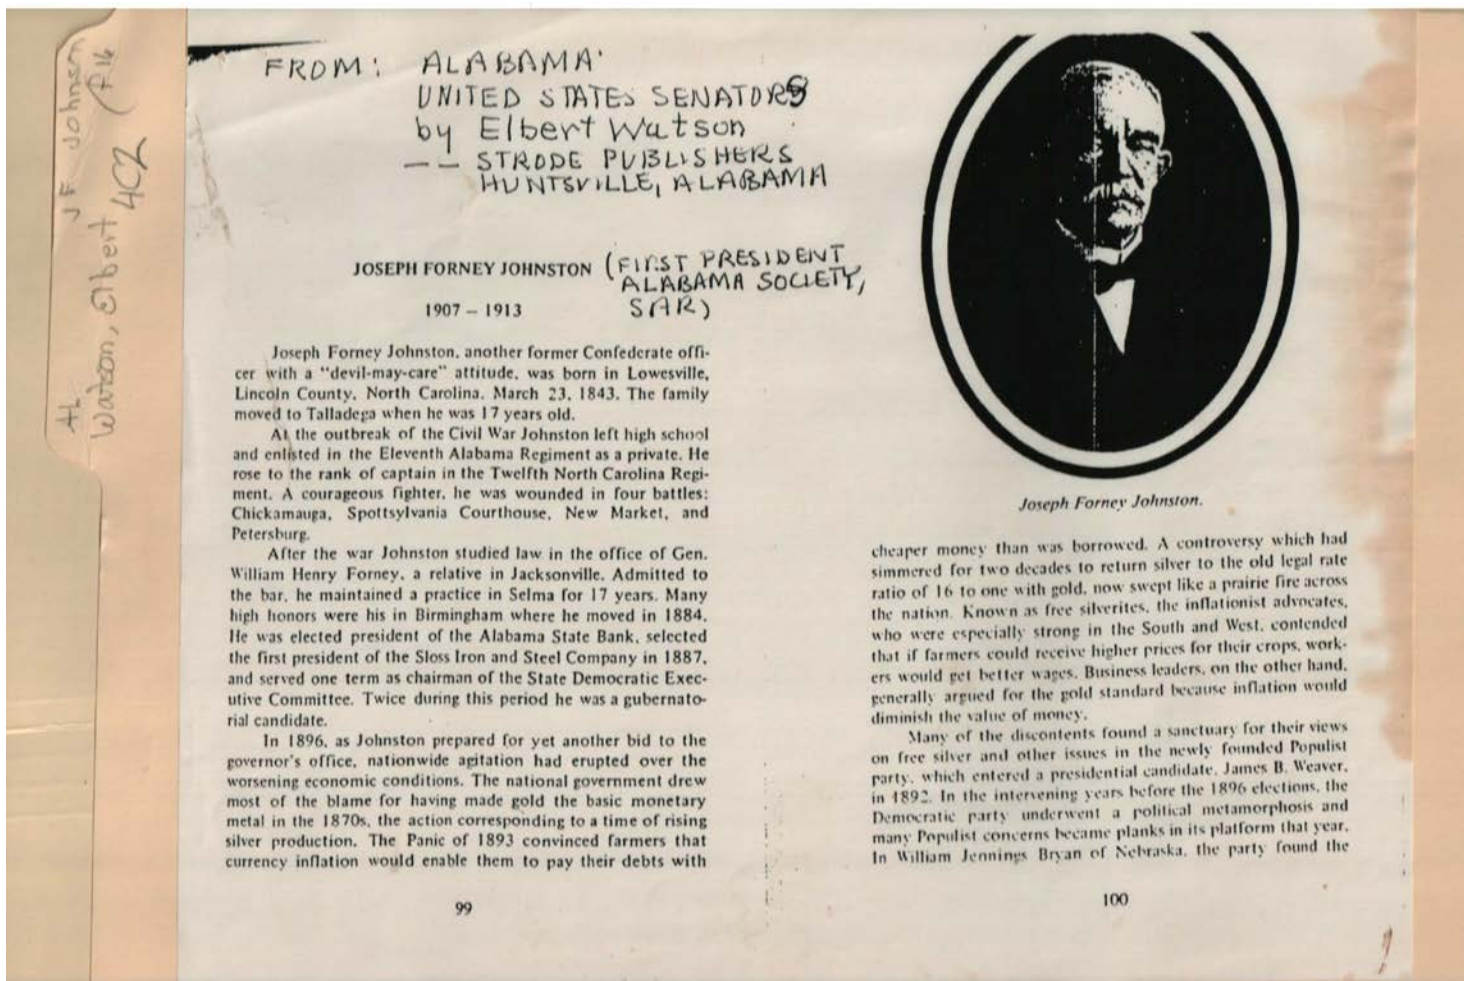 AL
J F Johnson
Watson, Elbert
4C2
FROM: ALABAMA
UNITED STATES SENATORS
by Elbert Watson
-- STRODE PUBLISHERS
HUNTSVILLE, ALABAMA
JOSEPH FORNEY JOHNSTON (FIRST PRESIDENT
ALABAMA SOCIETY,
SAR)
1907 – 1913
Joseph Forney Johnston, another former Confederate offi-
cer with a "devil-may-care" attitude, was born in Lowesville,
Lincoln County, North Carolina, March 23, 1843. The family
moved to Talladega when he was 17 years old.
At the outbreak of the Civil War Johnston left high school
and enlisted in the Eleventh Alabama Regiment as a private. He
rose to the rank of captain in the Twelfth North Carolina Regi-
ment. A courageous fighter, he was wounded in four battles:
Chickamauga, Spottsylvania Courthouse, New Market, and
Petersburg.
After the war Johnston studied law in the office of Gen.
William Henry Forney, a relative in Jacksonville. Admitted to
the bar, he maintained a practice in Selma for 17 years. Many
high honors were his in Birmingham where he moved in 1884.
He was elected president of the Alabama State Bank, selected
the first president of the Sloss Iron and Steel Company in 1887,
and served one term as chairman of the State Democratic Exec-
utive Committee. Twice during this period he was a gubernato-
rial candidate.
In 1896, as Johnston prepared for yet another bid to the
governor's office, nationwide agitation had erupted over the
worsening economic conditions. The national government drew
most of the blame for having made gold the basic monetary
metal in the 1870s, the action corresponding to a time of rising
silver production. The Panic of 1893 convinced farmers that
currency inflation would enable them to pay their debts with
99
Joseph Forney Johnston.
cheaper money than was borrowed. A controversy which had
simmered for two decades to return silver to the old legal rate
ratio of 16 to one with gold, now swept like a prairie fire across
the nation. Known as free silverites, the inflationist advocates,
who were especially strong in the South and West, contended
that if farmers could receive higher prices for their crops, work-
ers would get better wages. Business leaders, on the other hand,
generally argued for the gold standard because inflation would
diminish the value of money.
Many of the discontents found a sanctuary for their views
on free silver and other issues in the newly founded Populist
party, which entered a presidential candidate, James B. Weaver,
in 1892. In the intervening years before the 1896 elections, the
Democratic party underwent a political metamorphosis and
many Populist concerns became planks in its platform that year.
In William Jennings Bryan of Nebraska, the party found the
100